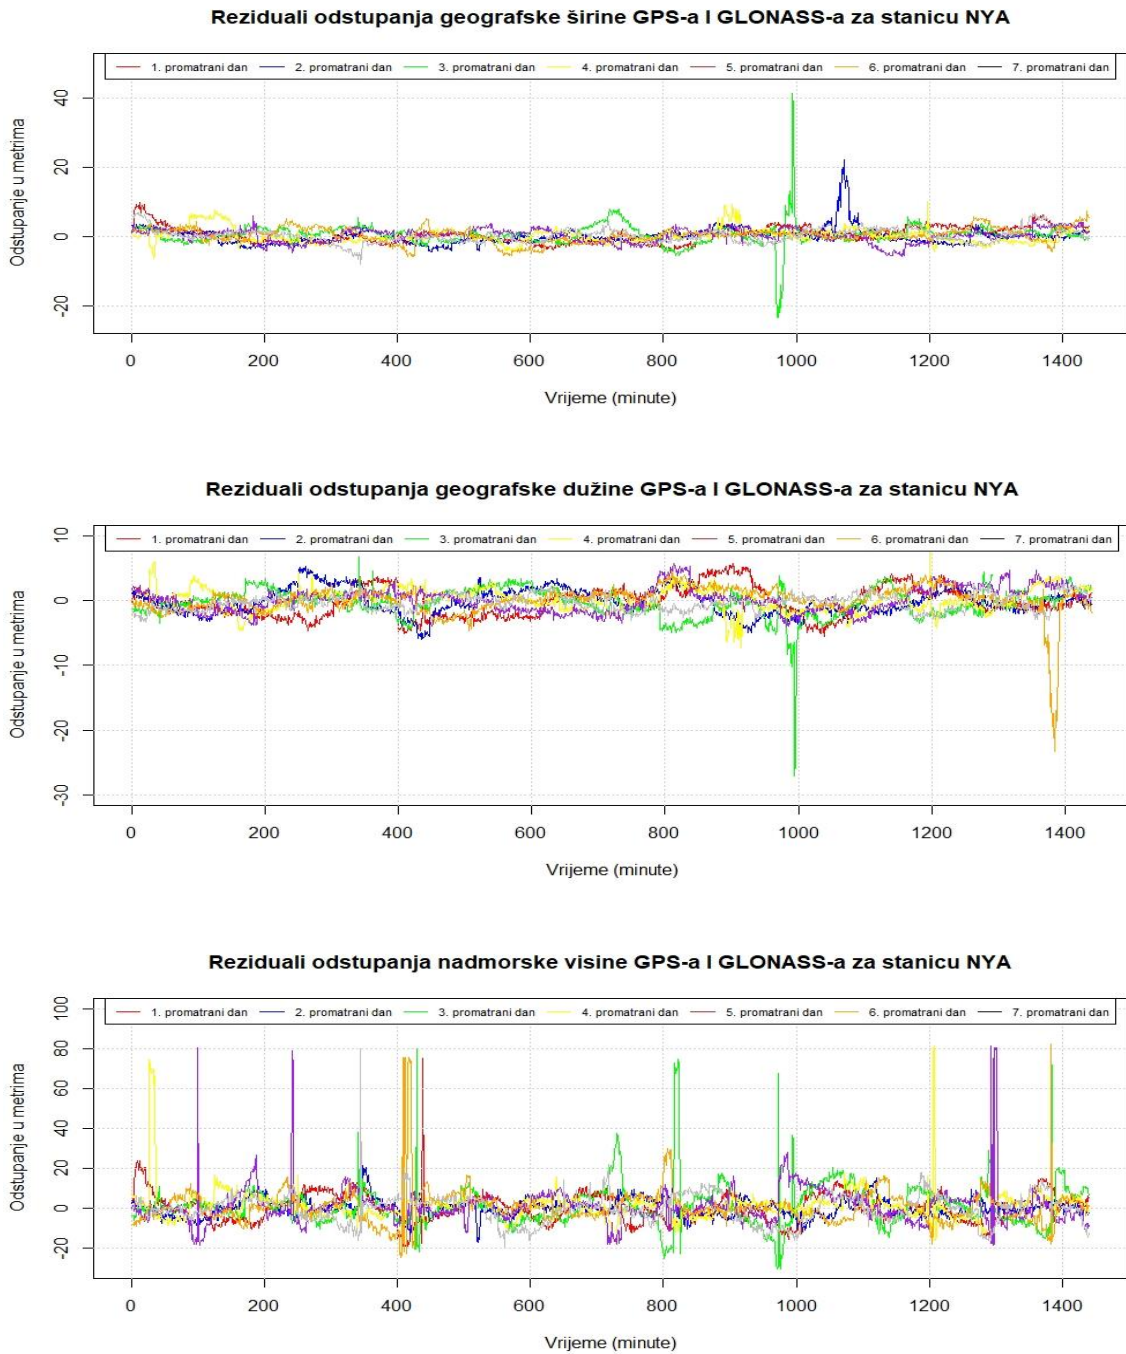 Reziduali odstupanja geografske širine GPS-a I GLONASS-a za stanicu NYA
1. promatrani dan 2. promatrani dan 3. promatrani dan 4. promatrani dan 5. promatrani dan 6. promatrani dan 7. promatrani dan
Odstupanje u metrima
40
20
0
-20
0 200 400 600 800 1000 1200 1400
Vrijeme (minute)
Reziduali odstupanja geografske dužine GPS-a I GLONASS-a za stanicu NYA
1. promatrani dan 2. promatrani dan 3. promatrani dan 4. promatrani dan 5. promatrani dan 6. promatrani dan 7. promatrani dan
Odstupanje u metrima
10
0
-10
-20
-30
0 200 400 600 800 1000 1200 1400
Vrijeme (minute)
Reziduali odstupanja nadmorske visine GPS-a I GLONASS-a za stanicu NYA
1. promatrani dan 2. promatrani dan 3. promatrani dan 4. promatrani dan 5. promatrani dan 6. promatrani dan 7. promatrani dan
Odstupanje u metrima
100
80
60
40
20
0
-20
0 200 400 600 800 1000 1200 1400
Vrijeme (minute)